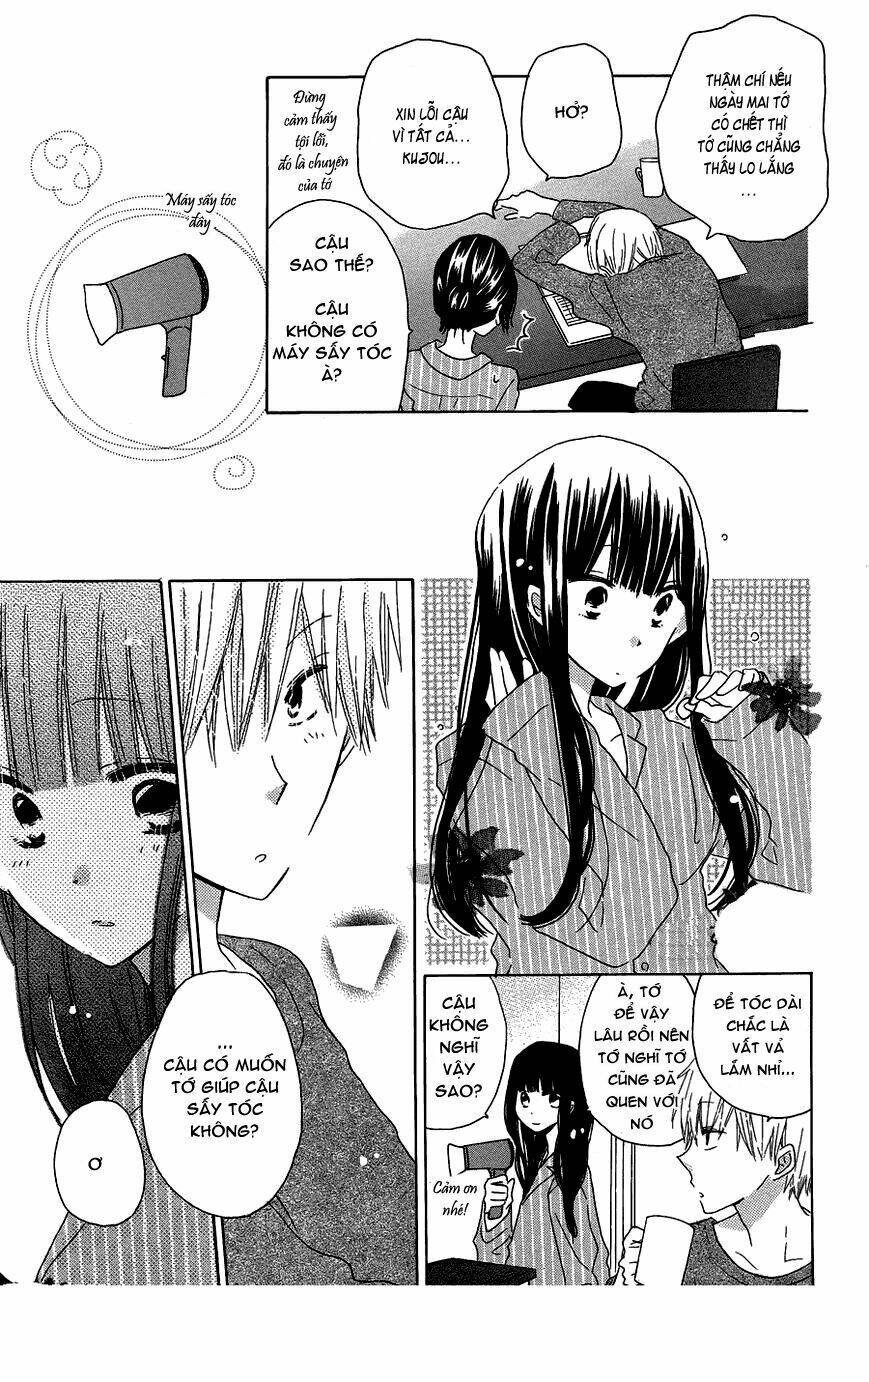 THẬM CHÍ NẾU
NGÀY MAI TỚ
CÓ CHẾT THÌ
TỚ CŨNG CHẲNG
THẤY LO LẮNG
...
HỞ?
XIN LỖI CẬU
VÌ TẤT CẢ...
KUJOU...
Đừng
cảm thấy
tội lỗi,
đó là chuyện
của tớ
CẬU
SAO THẾ?
CẬU
KHÔNG CÓ
MÁY SẤY TÓC
À?
Máy sấy tóc
đây
ĐỂ TÓC DÀI
CHẮC LÀ
VẤT VẢ
LẮM NHỈ...
À, TỚ
ĐỂ VẬY
LÂU RỒI NÊN
TỚ NGHĨ TỚ
CŨNG ĐÃ
QUEN VỚI
NÓ
CẬU
KHÔNG
NGHĨ
VẬY
SAO?
Cảm ơn
nhé!
...
CẬU CÓ MUỐN
TỚ GIÚP CẬU
SẤY TÓC
KHÔNG?
Ơ